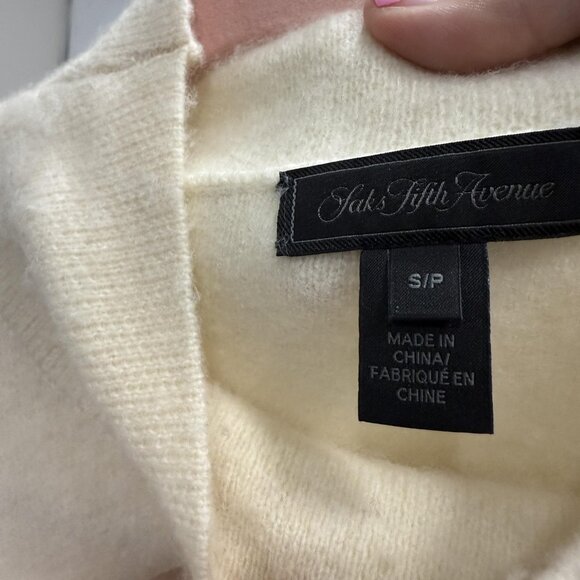 Saks Fifth Avenue
S/P
MADE IN
CHINA/
FABRIQUÉ EN
CHINE